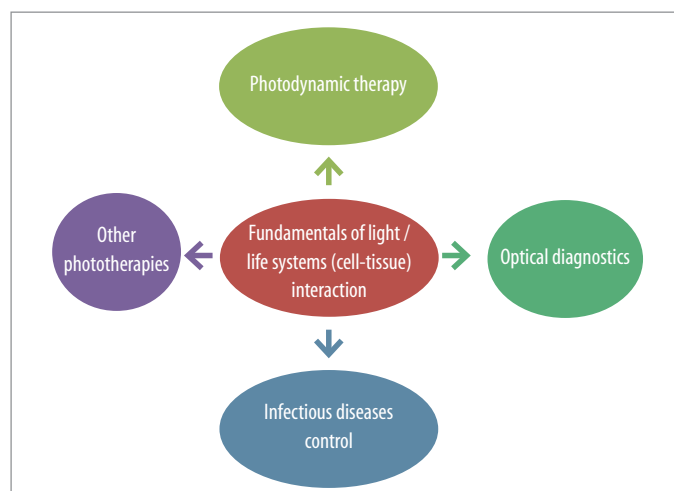 Photodynamic therapy
Other
phototherapies
Fundamentals of light /
life systems (cell-tissue)
interaction
Optical diagnostics
Infectious diseases
control